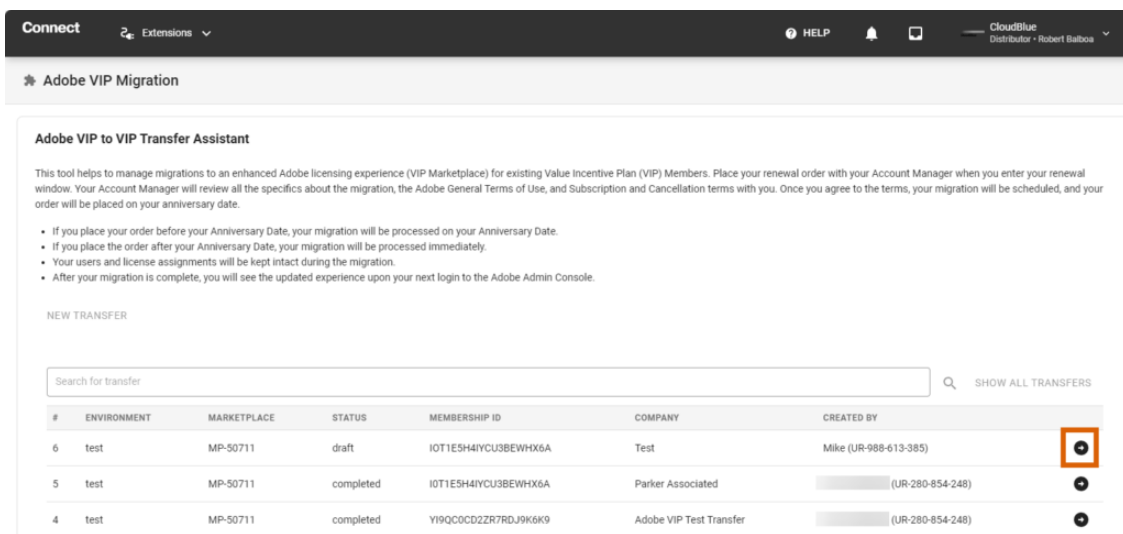 Connect Extensions HELP CloudBlue
Distributor • Robert Balboa
Adobe VIP Migration
Adobe VIP to VIP Transfer Assistant
This tool helps to manage migrations to an enhanced Adobe licensing experience (VIP Marketplace) for existing Value Incentive Plan (VIP) Members. Place your renewal order with your Account Manager when you enter your renewal
window. Your Account Manager will review all the specifics about the migration, the Adobe General Terms of Use, and Subscription and Cancellation terms with you. Once you agree to the terms, your migration will be scheduled, and your
order will be placed on your anniversary date.
• If you place your order before your Anniversary Date, your migration will be processed on your Anniversary Date.
• If you place the order after your Anniversary Date, your migration will be processed immediately.
• Your users and license assignments will be kept intact during the migration.
• After your migration is complete, you will see the updated experience upon your next login to the Adobe Admin Console.
NEW TRANSFER
Search for transfer SHOW ALL TRANSFERS
# ENVIRONMENT MARKETPLACE STATUS MEMBERSHIP ID COMPANY CREATED BY
6 test MP-50711 draft IOT1E5H4IYCU3BEWHX6A Test Mike (UR-988-613-385)
5 test MP-50711 completed I0T1E5H4IYCU3BEWHX6A Parker Associated (UR-280-854-248)
4 test MP-50711 completed YI9QC0CD2ZR7RDJ9K6K9 Adobe VIP Test Transfer (UR-280-854-248)